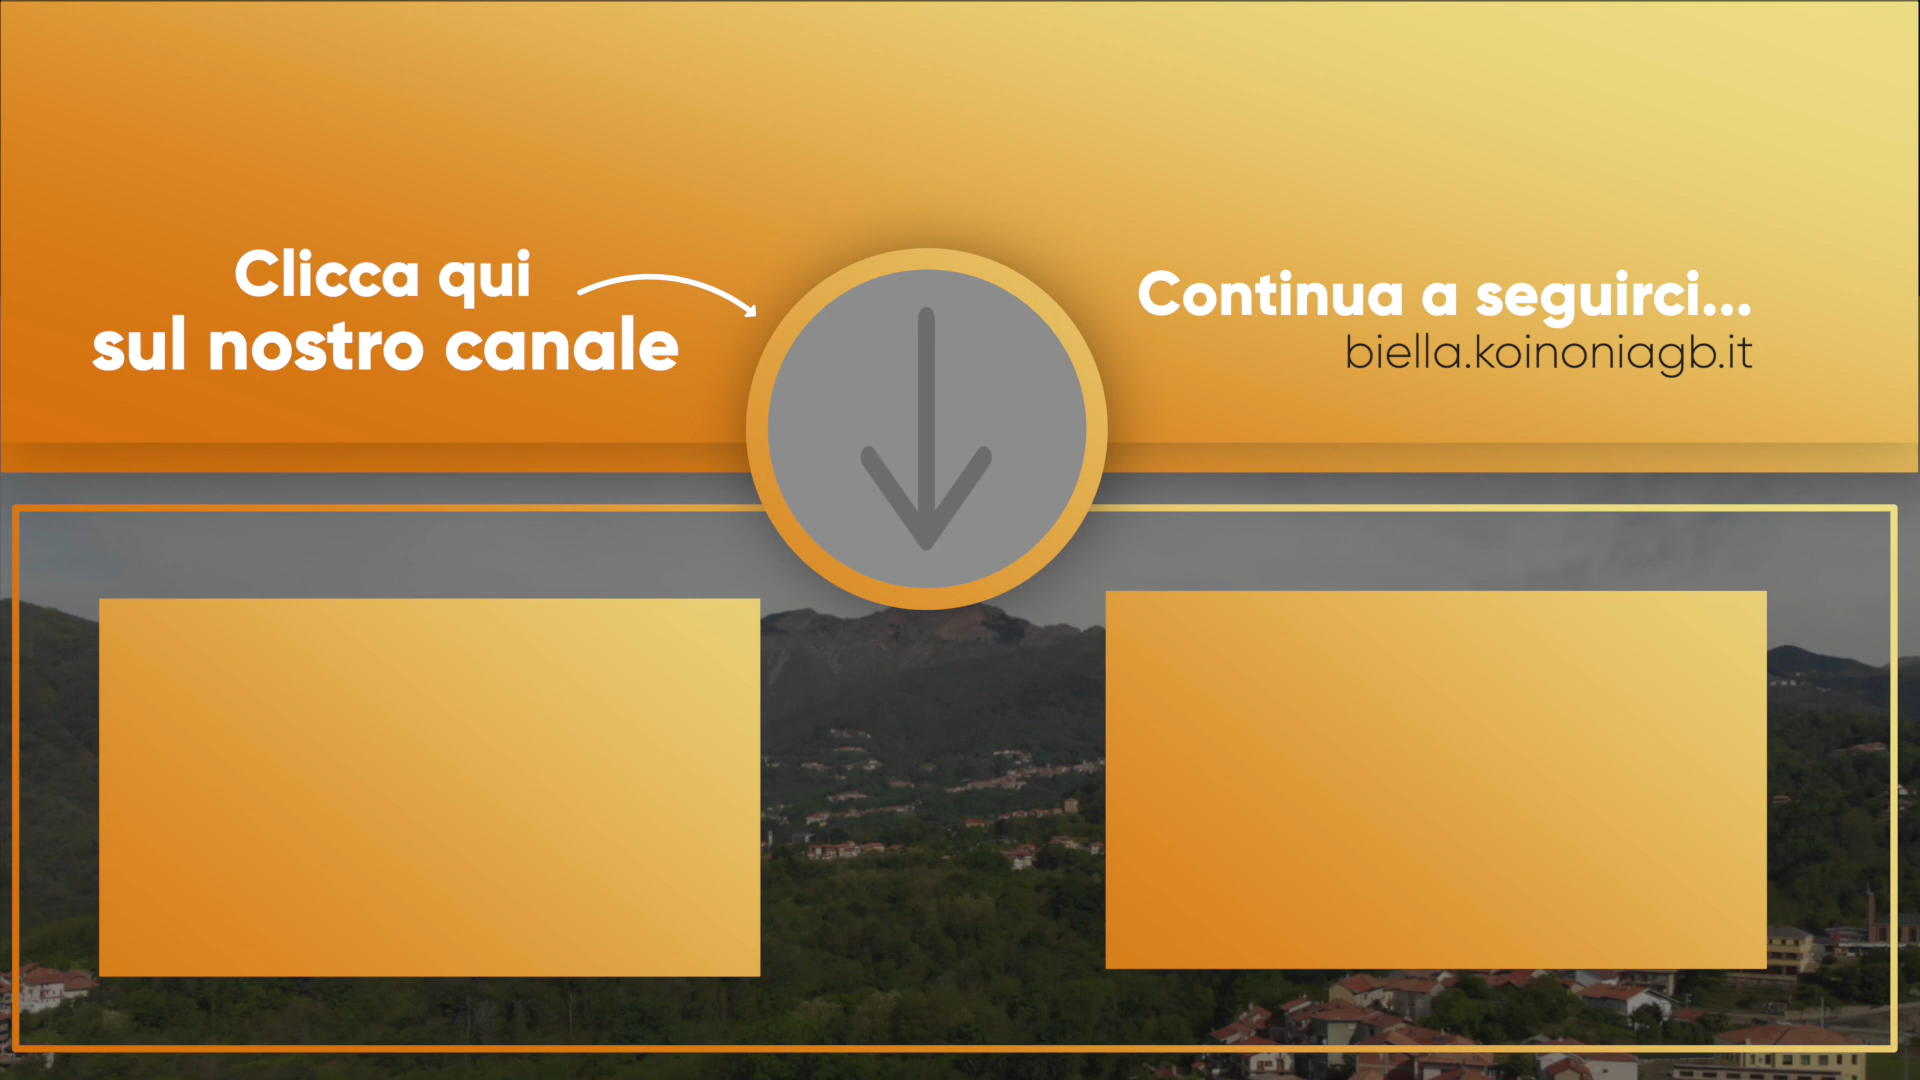 Clicca qui
sul nostro canale
Continua a seguirci...
biella.koinoniagb.it